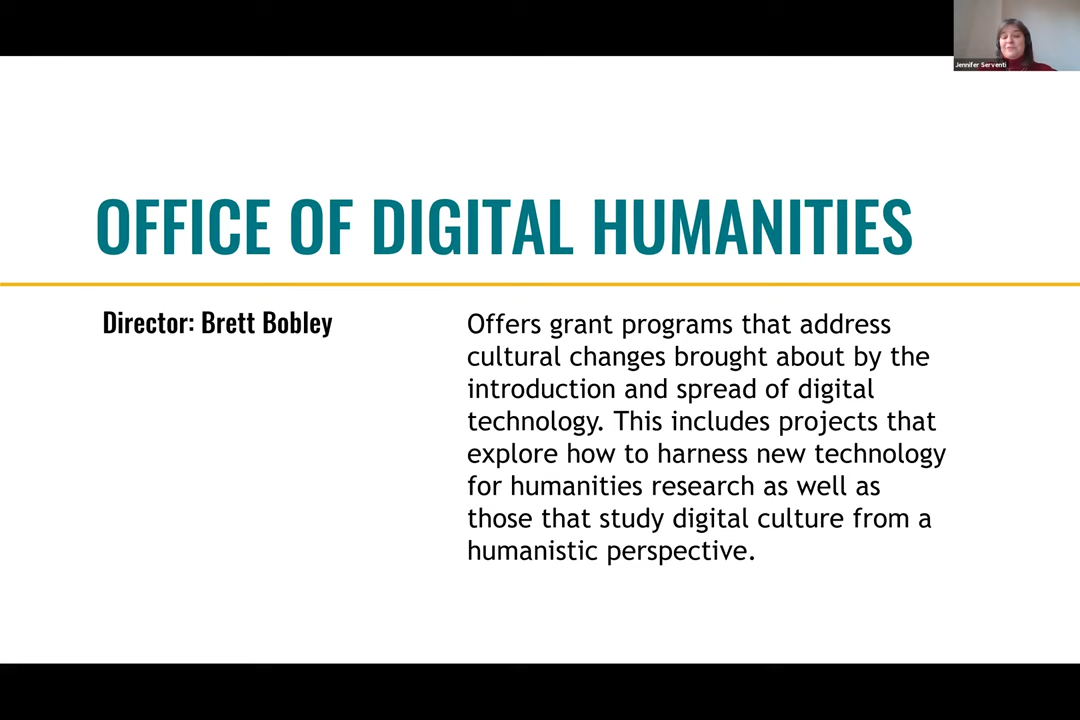 Jennifer Serventi
OFFICE OF DIGITAL HUMANITIES
Director: Brett Bobley
Offers grant programs that address
cultural changes brought about by the
introduction and spread of digital
technology. This includes projects that
explore how to harness new technology
for humanities research as well as
those that study digital culture from a
humanistic perspective.